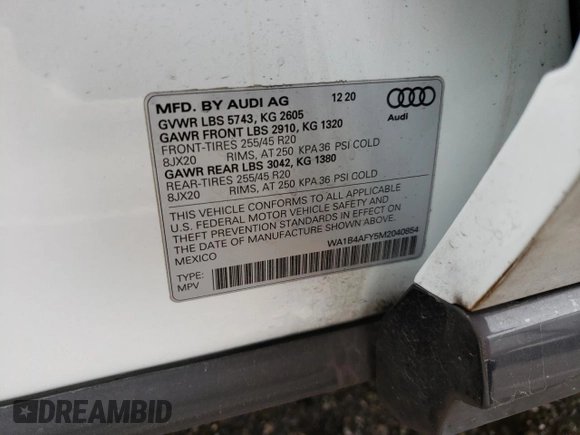 MFD. BY AUDI AG 12 20
GVWR LBS 5743, KG 2605
GAWR FRONT LBS 2910, KG 1320
FRONT-TIRES 255/45 R20
8JX20 RIMS, AT 250 KPA 36 PSI COLD
GAWR REAR LBS 3042, KG 1380
REAR-TIRES 255/45 R20
8JX20 RIMS, AT 250 KPA 36 PSI COLD
THIS VEHICLE CONFORMS TO ALL APPLICABLE
U.S. FEDERAL MOTOR VEHICLE SAFETY AND
THEFT PREVENTION STANDARDS IN EFFECT ON
THE DATE OF MANUFACTURE SHOWN ABOVE.
MEXICO WA1B4AFY5M2040854
TYPE:
MPV
Audi
DREAMBID